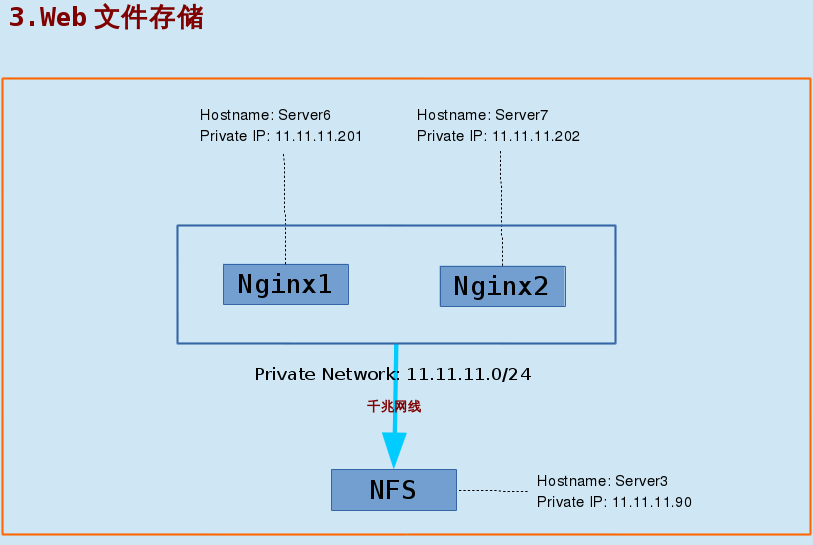 3.Web 文件存储
Hostname: Server6
Private IP: 11.11.11.201
Hostname: Server7
Private IP: 11.11.11.202
Nginx1
Nginx2
Private Network: 11.11.11.0/24
千兆网线
NFS
Hostname: Server3
Private IP: 11.11.11.90